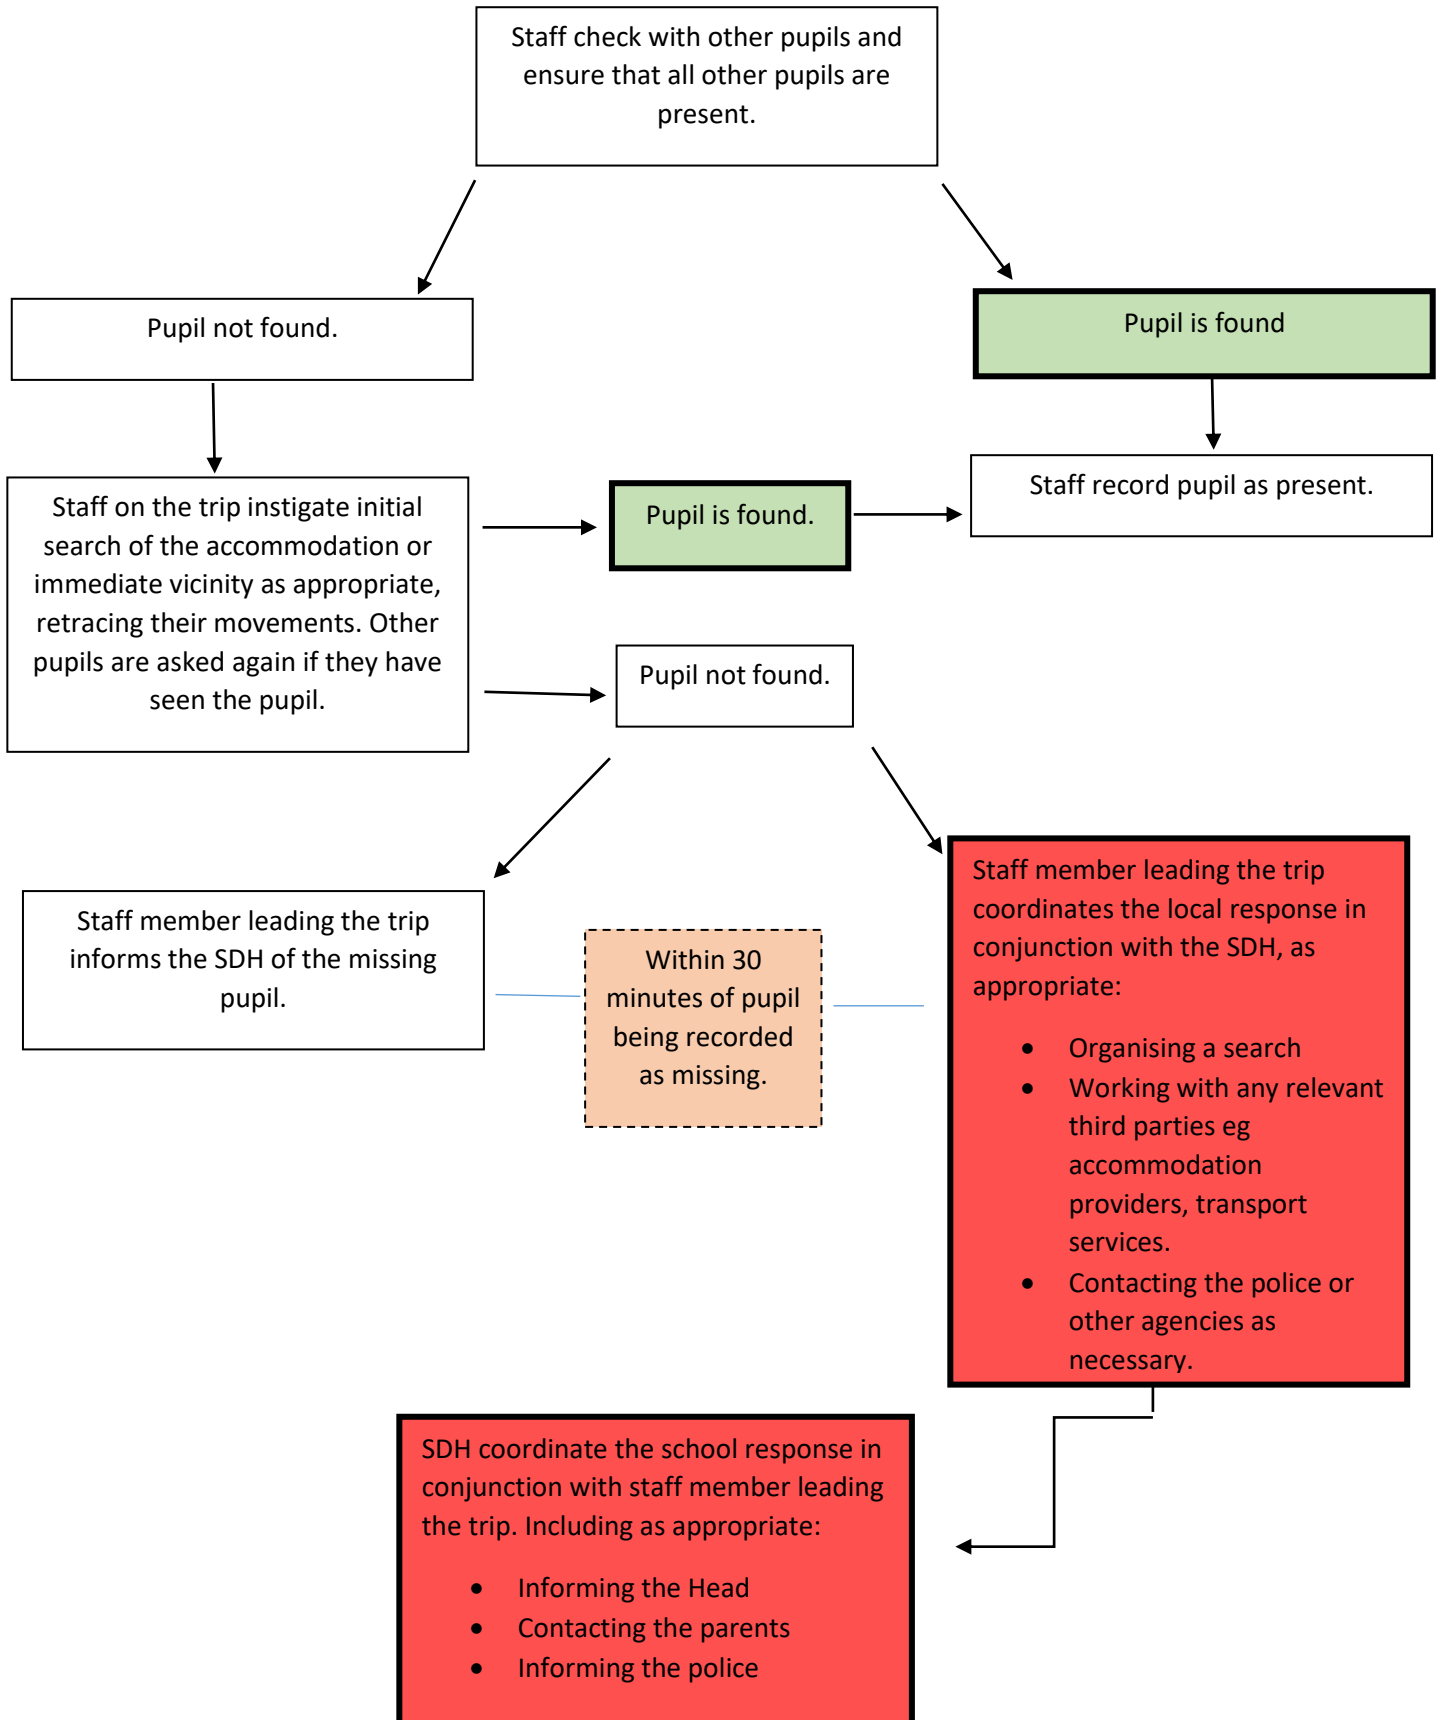 Staff check with other pupils and
ensure that all other pupils are
present.
Pupil not found.
Pupil is found
Staff on the trip instigate initial
search of the accommodation or
immediate vicinity as appropriate,
retracing their movements. Other
pupils are asked again if they have
seen the pupil.
Pupil is found.
Staff record pupil as present.
Pupil not found.
Staff member leading the trip
informs the SDH of the missing
pupil.
Within 30
minutes of pupil
being recorded
as missing.
Staff member leading the trip
coordinates the local response in
conjunction with the SDH, as
appropriate:
• Organising a search
• Working with any relevant
third parties eg
accommodation
providers, transport
services.
• Contacting the police or
other agencies as
necessary.
SDH coordinate the school response in
conjunction with staff member leading
the trip. Including as appropriate:
• Informing the Head
• Contacting the parents
• Informing the police